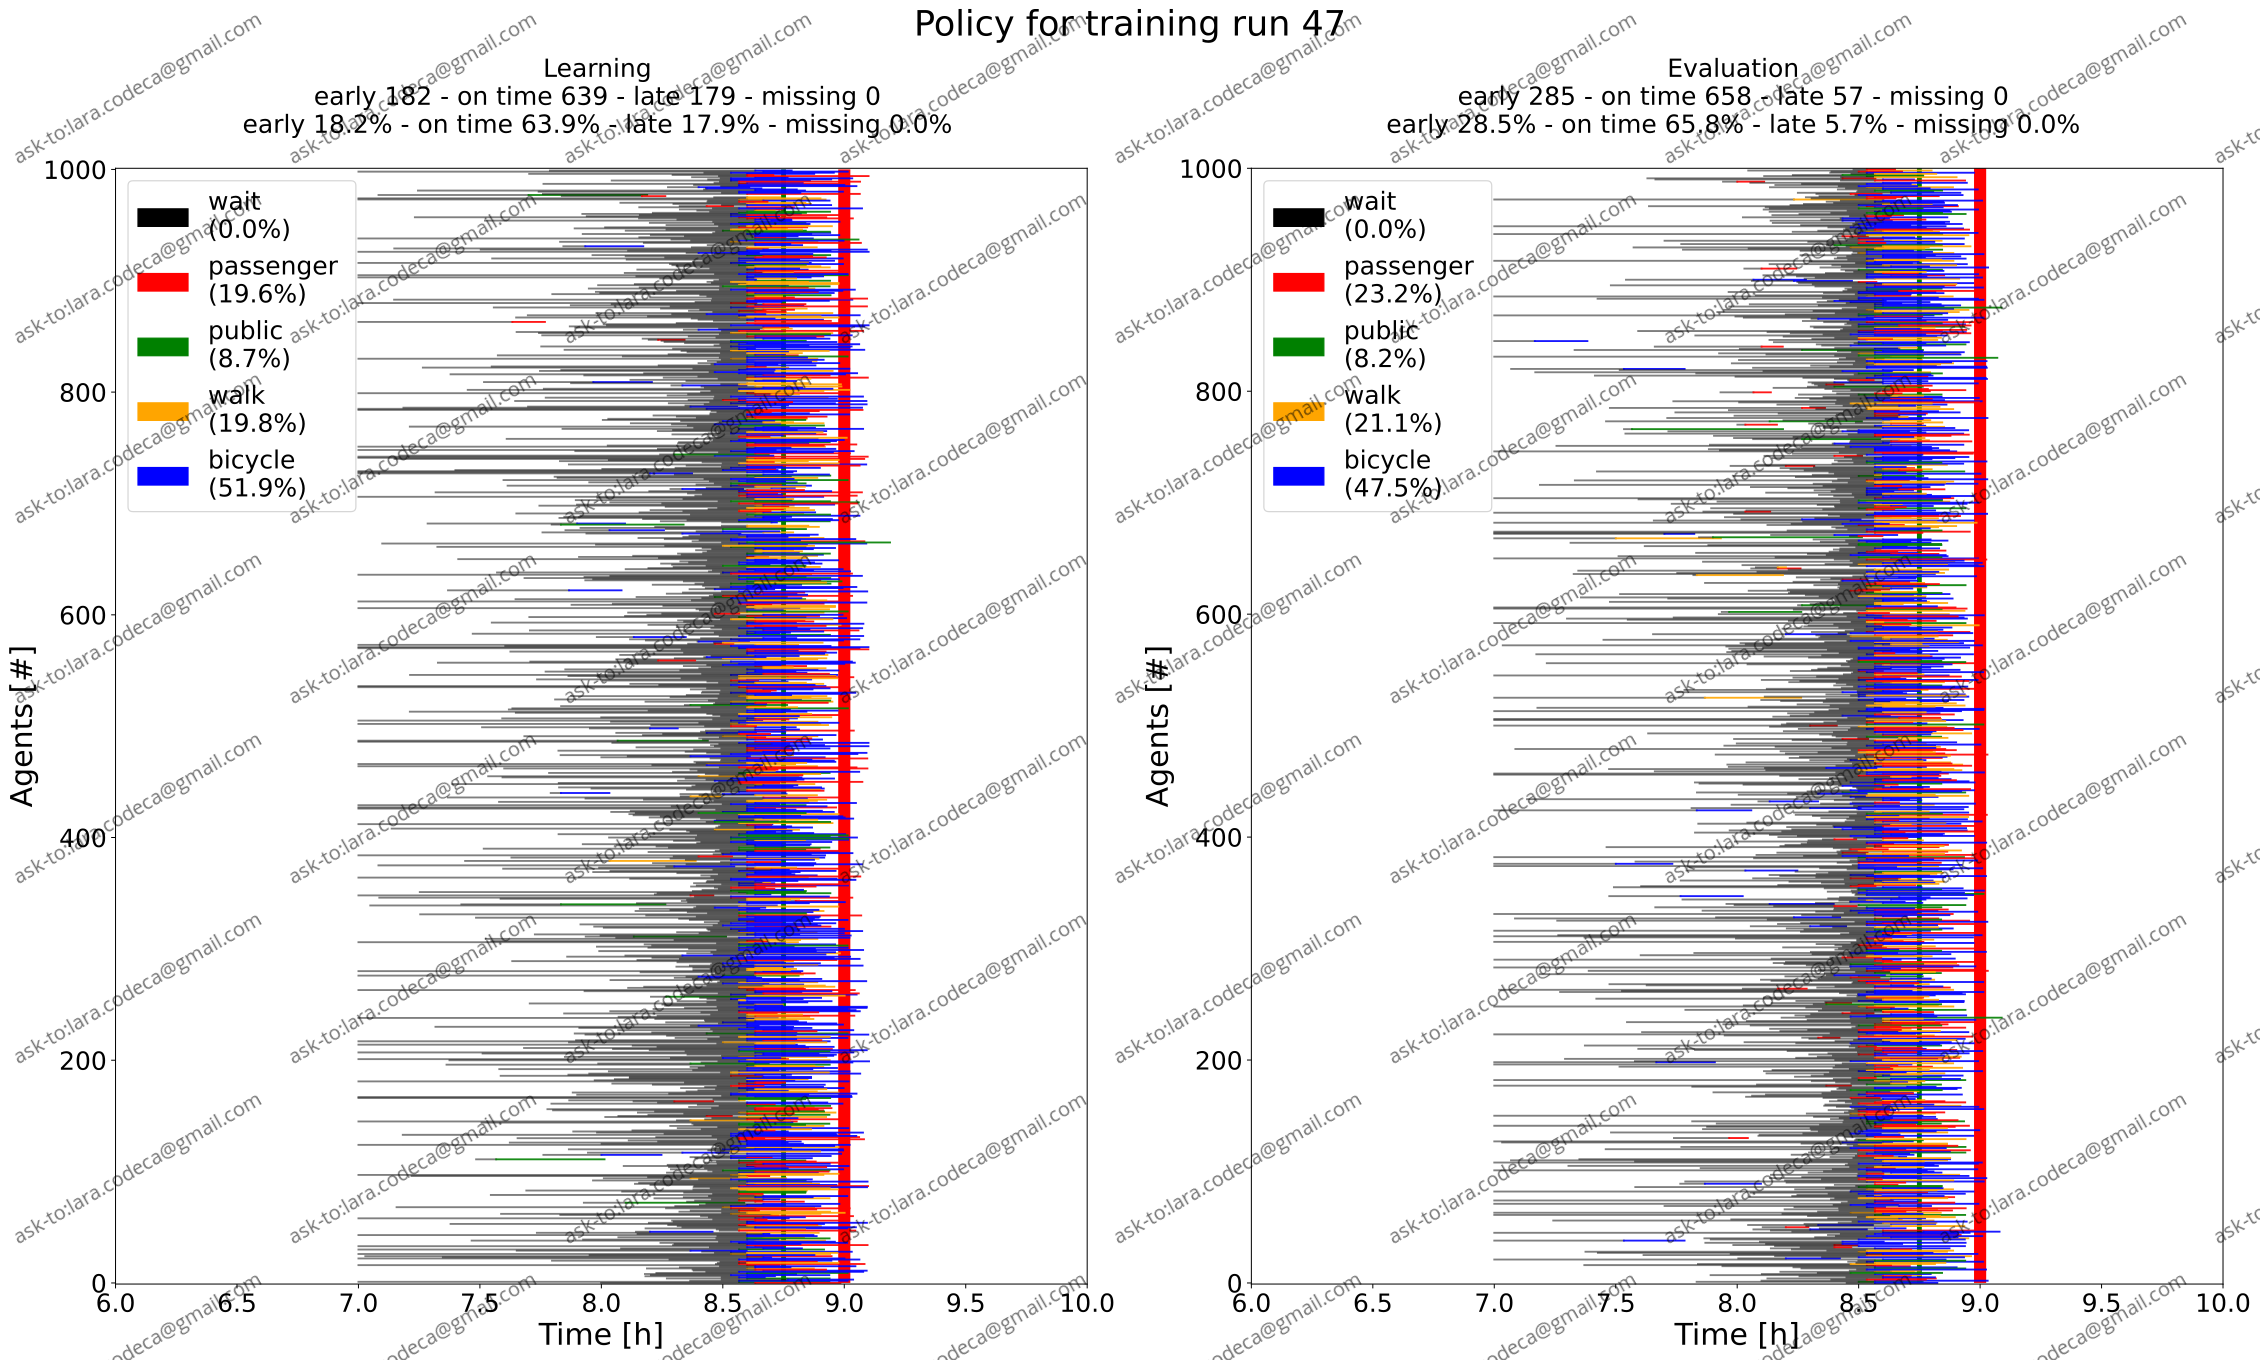 Policy for training run 47
Learning
early 182 - on time 639 - late 179 - missing 0
early 18.2% - on time 63.9% - late 17.9% - missing 0.0%
Evaluation
early 285 - on time 658 - late 57 - missing 0
early 28.5% - on time 65.8% - late 5.7% - missing 0.0%
wait
(0.0%)
passenger
(19.6%)
public
(8.7%)
walk
(19.8%)
bicycle
(51.9%)
1000
800
600
400
200
0
Agents [#]
6.0 6.5 7.0 7.5 8.0 8.5 9.0 9.5 10.0
Time [h]
wait
(0.0%)
passenger
(23.2%)
public
(8.2%)
walk
(21.1%)
bicycle
(47.5%)
1000
800
600
400
200
0
Agents [#]
6.0 6.5 7.0 7.5 8.0 8.5 9.0 9.5 10.0
Time [h]
ask-to:lara.codeca@gmail.com